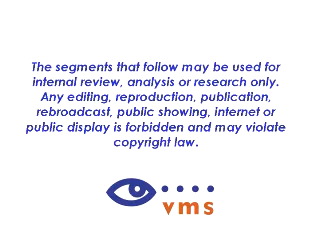 The segments that follow may be used for
internal review, analysis or research only.
Any editing, reproduction, publication,
rebroadcast, public showing, internet or
public display is forbidden and may violate
copyright law.
vms